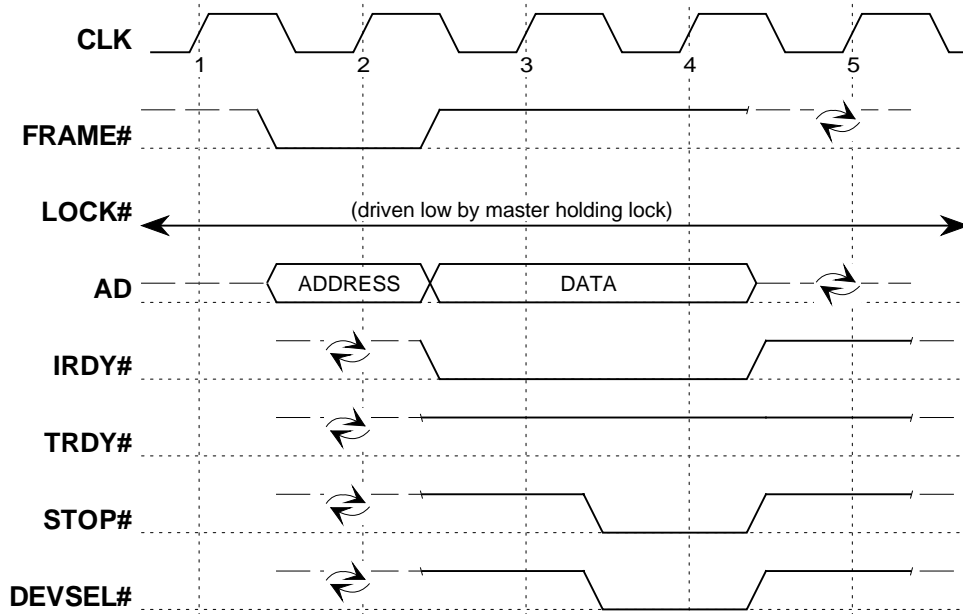 CLK
1 2 3 4 5
FRAME#
LOCK#
(driven low by master holding lock)
AD
ADDRESS
DATA
IRDY#
TRDY#
STOP#
DEVSEL#